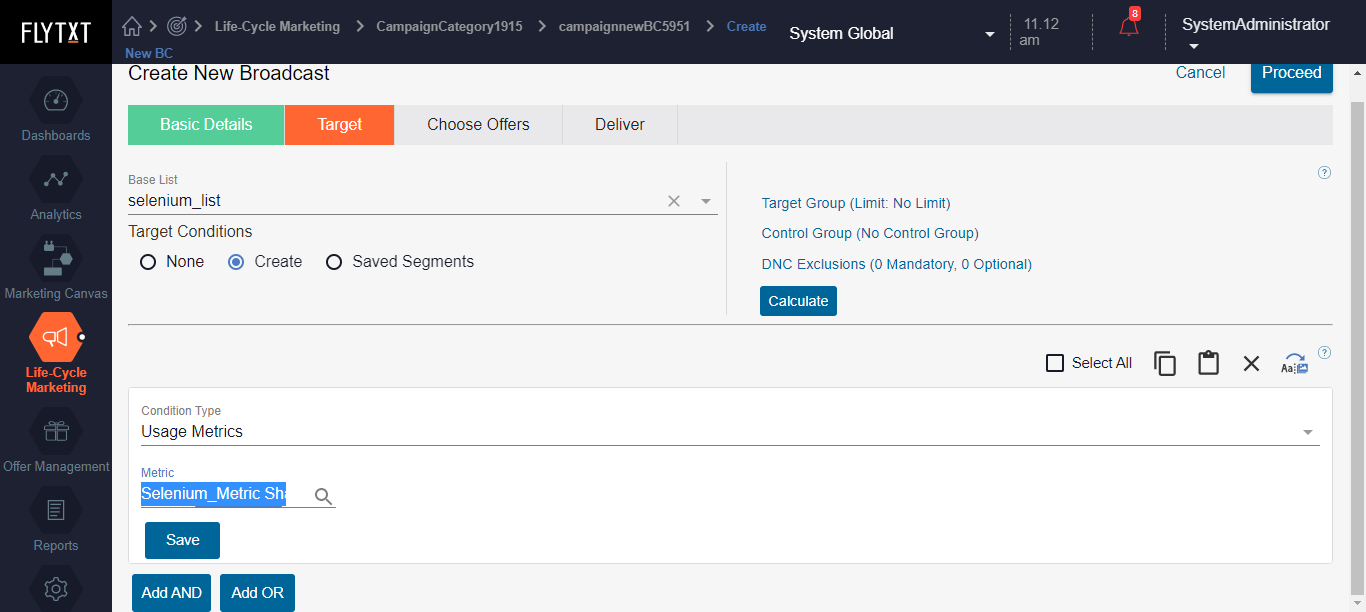 FLYTXT
Life-Cycle Marketing
CampaignCategory1915
campaignnewBC5951
Create
New BC
System Global
11.12
am
8
SystemAdministrator
Dashboards
Analytics
Marketing Canvas
Life-Cycle
Marketing
Offer Management
Reports
Create New Broadcast
Cancel
Proceed
Basic Details
Target
Choose Offers
Deliver
Base List
selenium_list
Target Conditions
None
Create
Saved Segments
?
Target Group (Limit: No Limit)
Control Group (No Control Group)
DNC Exclusions (0 Mandatory, 0 Optional)
Calculate
Select All
Aa
?
Condition Type
Usage Metrics
Metric
Selenium_Metric Sh
Save
Add AND
Add OR